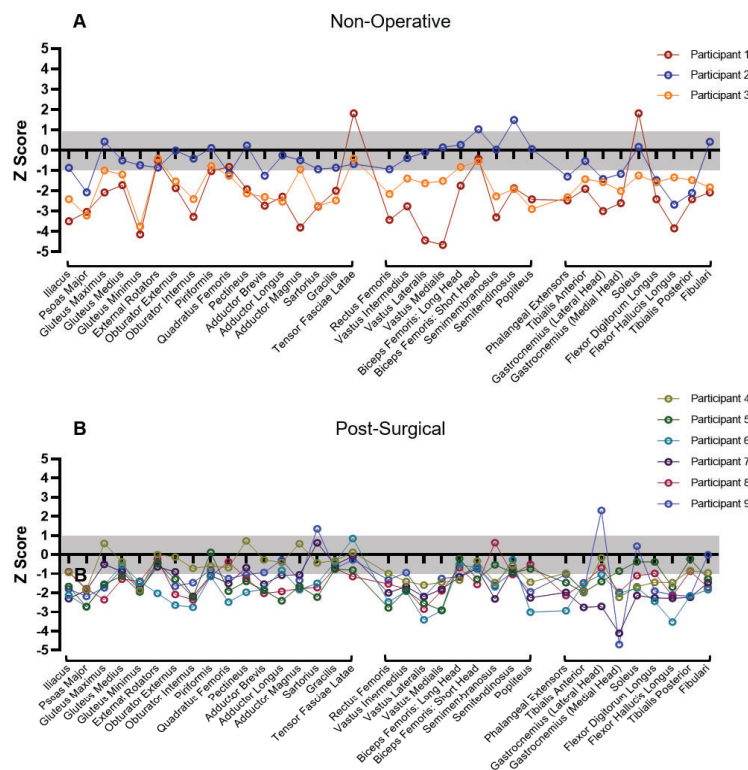 A
Non-Operative
5
4
3
2
1
0
-1
-2
-3
-4
-5
Z Score
Participant 1
Participant 2
Participant 3
Iliacus
Psoas Major
Gluteus Maximus
Gluteus Medius
Gluteus Minimus
External Rotators
Obturator Externus
Obturator Internus
Piriformis
Quadratus Femoris
Pectineus
Adductor Brevis
Adductor Longus
Adductor Magnus
Sartorius
Gracilis
Tensor Fasciae Latae
Rectus Femoris
Vastus Intermedius
Vastus Lateralis
Vastus Medialis
Biceps Femoris: Long Head
Biceps Femoris: Short Head
Semimembranosus
Semitendinosus
Popliteus
Phalangeal Extensors
Tibialis Anterior
Gastrocnemius (Lateral Head)
Gastrocnemius (Medial Head)
Soleus
Flexor Digitorum Longus
Flexor Hallucis Longus
Tibialis Posterior
Fibulari
B
Post-Surgical
5
4
3
2
1
0
-1
-2
-3
-4
-5
Z Score
B
Participant 4
Participant 5
Participant 6
Participant 7
Participant 8
Participant 9
Iliacus
Psoas Major
Gluteus Maximus
Gluteus Medius
Gluteus Minimus
External Rotators
Obturator Externus
Obturator Internus
Piriformis
Quadratus Femoris
Pectineus
Adductor Brevis
Adductor Longus
Adductor Magnus
Sartorius
Gracilis
Tensor Fasciae Latae
Rectus Femoris
Vastus Intermedius
Vastus Lateralis
Vastus Medialis
Biceps Femoris: Long Head
Biceps Femoris: Short Head
Semimembranosus
Semitendinosus
Popliteus
Phalangeal Extensors
Tibialis Anterior
Gastrocnemius (Lateral Head)
Gastrocnemius (Medial Head)
Soleus
Flexor Digitorum Longus
Flexor Hallucis Longus
Tibialis Posterior
Fibulari